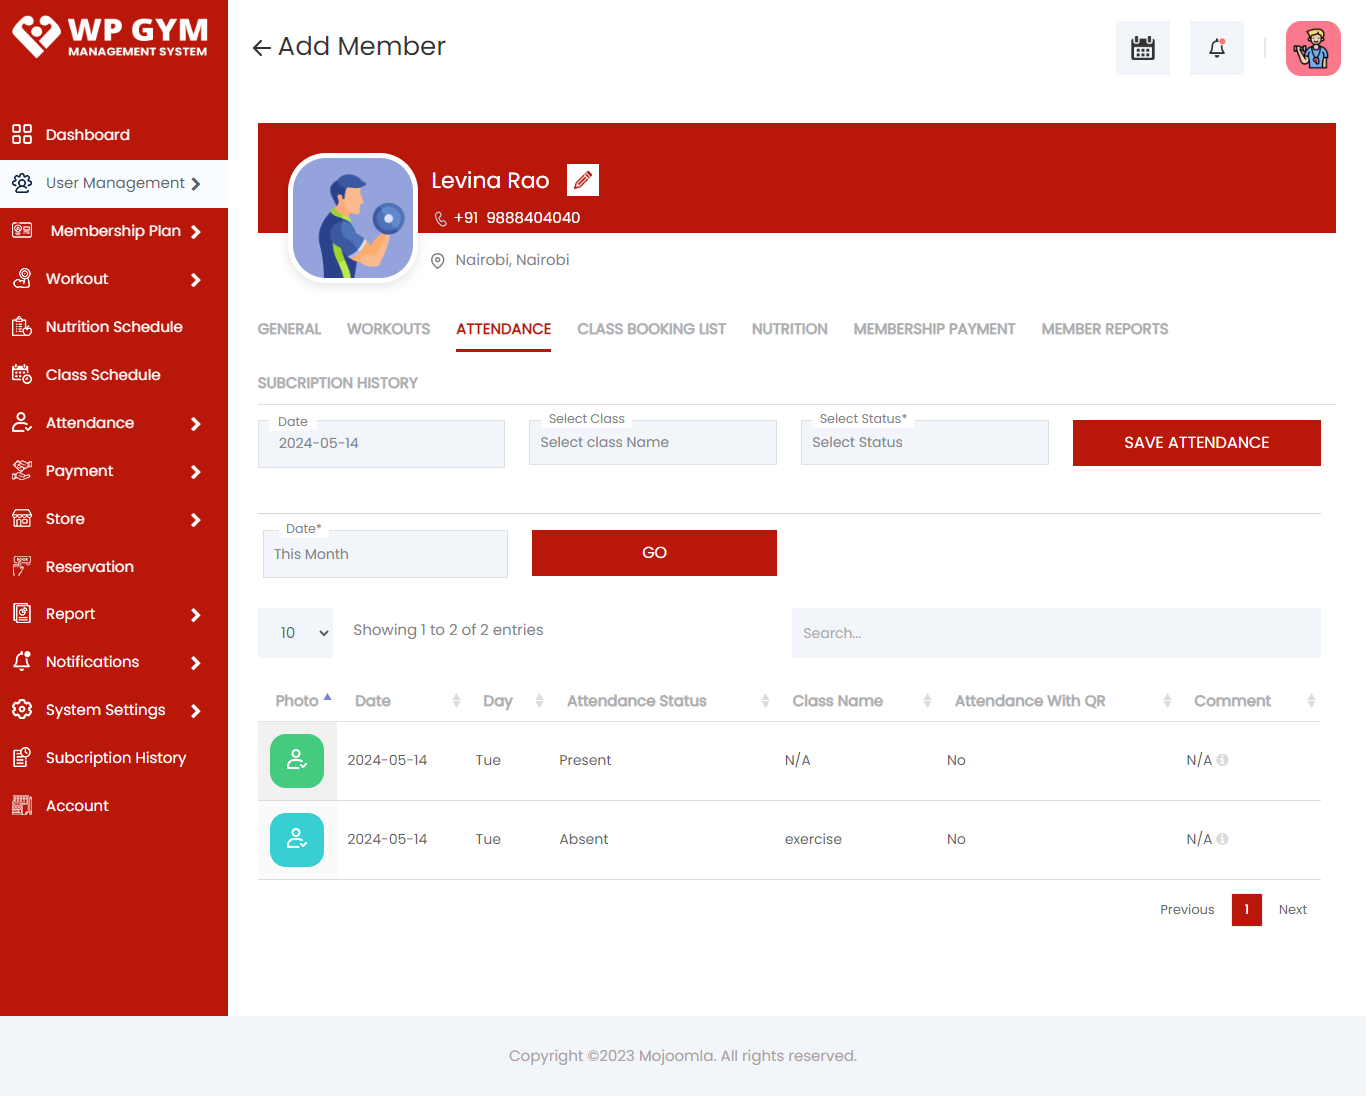 WP GYM
MANAGEMENT SYSTEM
Add Member
Dashboard
User Management
Membership Plan
Workout
Nutrition Schedule
Class Schedule
Attendance
Payment
Store
Reservation
Report
Notifications
System Settings
Subcription History
Account
Levina Rao
+91 9888404040
Nairobi, Nairobi
GENERAL WORKOUTS ATTENDANCE CLASS BOOKING LIST NUTRITION MEMBERSHIP PAYMENT MEMBER REPORTS
SUBCRIPTION HISTORY
Date Select Class Select Status*
2024-05-14 Select class Name Select Status SAVE ATTENDANCE
Date*
This Month GO
10 Showing 1 to 2 of 2 entries Search...
Photo Date Day Attendance Status Class Name Attendance With QR Comment
2024-05-14 Tue Present N/A No N/A
2024-05-14 Tue Absent exercise No N/A
Previous 1 Next
Copyright ©2023 Mojoomla. All rights reserved.